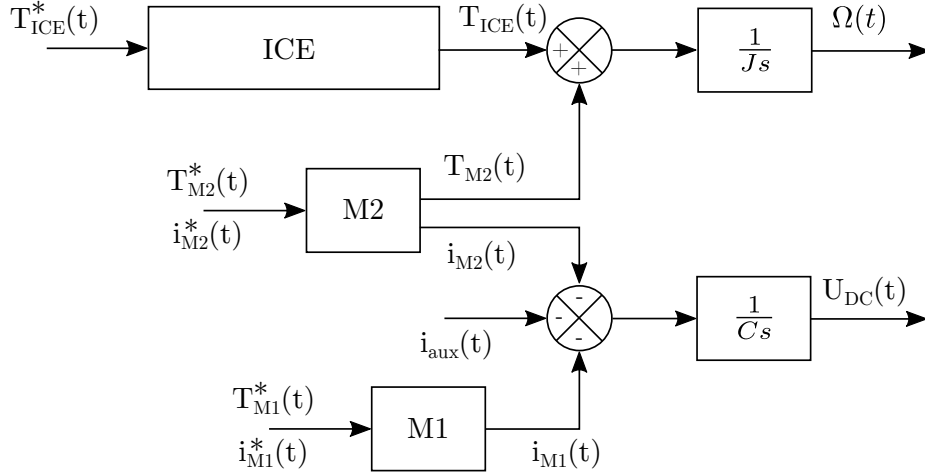 T*ICE(t)
ICE
TICE(t)
+
+
1
Js
Ω(t)
T*M2(t)
i*M2(t)
M2
TM2(t)
iM2(t)
-
-
-
iaux(t)
1
Cs
UDC(t)
T*M1(t)
i*M1(t)
M1
iM1(t)